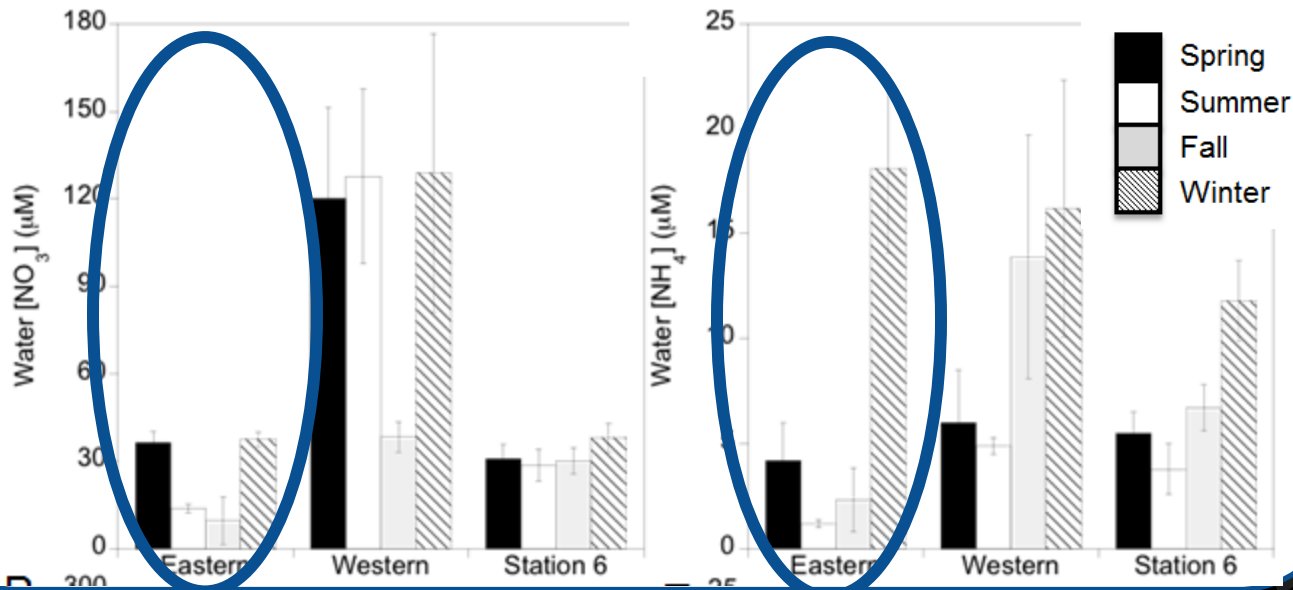 180
150
120
90
60
30
0
Water [NO3] (μM)
Eastern
Western
Station 6
25
20
15
10
5
0
Water [NH4] (μM)
Eastern
Western
Station 6
Spring
Summer
Fall
Winter